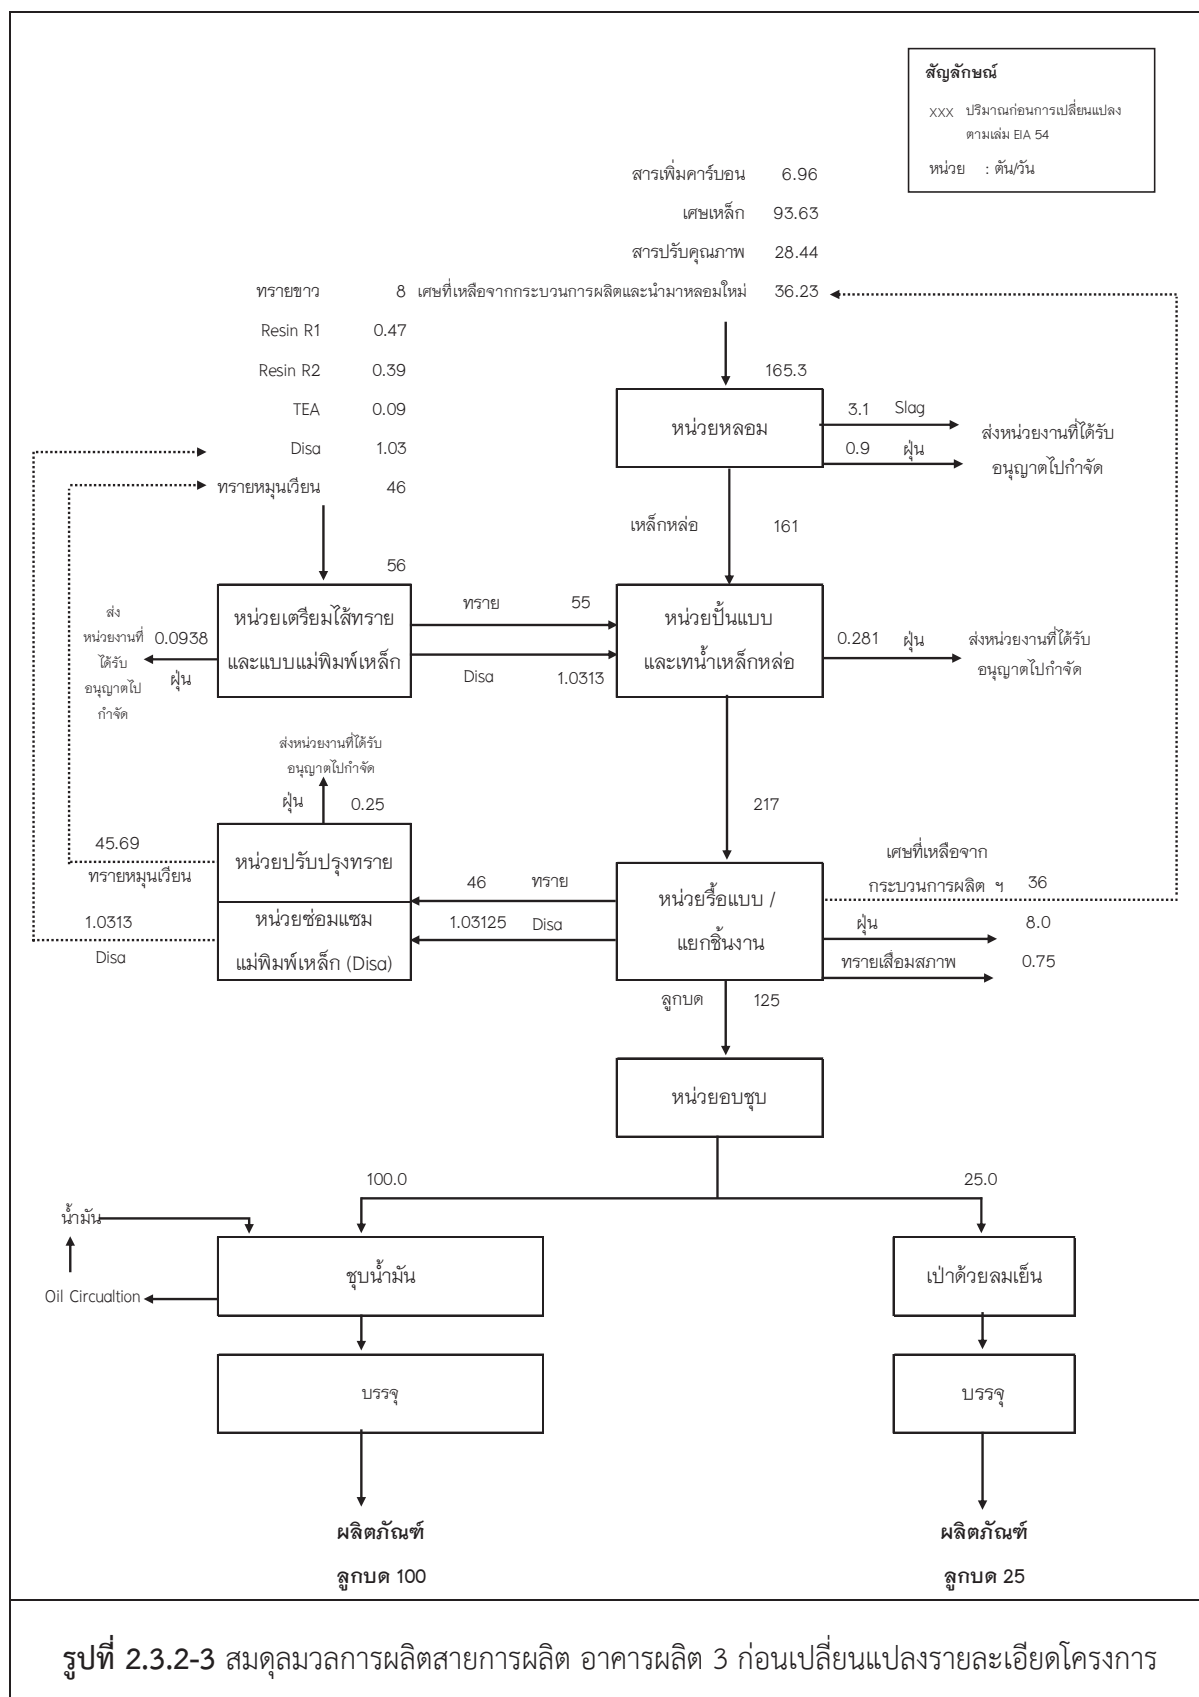 สัญลักษณ์
xxx ปริมาณก่อนการเปลี่ยนแปลง
ตามเล่ม EIA 54
หน่วย : ตัน/วัน
สารเพิ่มคาร์บอน 6.96
เศษเหล็ก 93.63
สารปรับคุณภาพ 28.44
เศษที่เหลือจากกระบวนการผลิตและนำมาหลอมใหม่ 36.23
ทรายขาว 8
Resin R1 0.47
Resin R2 0.39
TEA 0.09
Disa 1.03
ทรายหมุนเวียน 46
165.3
หน่วยหลอม
3.1 Slag
0.9 ฝุ่น
ส่งหน่วยงานที่ได้รับ
อนุญาตไปกำจัด
เหล็กหล่อ 161
56
หน่วยเตรียมไส้ทราย
และแบบแม่พิมพ์เหล็ก
ส่ง
หน่วยงานที่
ได้รับ
อนุญาตไป
กำจัด
0.0938
ฝุ่น
ทราย 55
Disa 1.0313
หน่วยปั้นแบบ
และเทน้ำเหล็กหล่อ
0.281 ฝุ่น
ส่งหน่วยงานที่ได้รับ
อนุญาตไปกำจัด
ส่งหน่วยงานที่ได้รับ
อนุญาตไปกำจัด
ฝุ่น 0.25
217
45.69
ทรายหมุนเวียน
หน่วยปรับปรุงทราย
46 ทราย
หน่วยรื้อแบบ /
แยกชิ้นงาน
เศษที่เหลือจาก
กระบวนการผลิต ฯ 36
1.0313
Disa
หน่วยซ่อมแซม
แม่พิมพ์เหล็ก (Disa)
1.03125 Disa
ฝุ่น 8.0
ทรายเสื่อมสภาพ 0.75
ลูกบด 125
หน่วยอบชุบ
100.0 25.0
น้ำมัน
Oil Circualtion
ชุบน้ำมัน
เป่าด้วยลมเย็น
บรรจุ
บรรจุ
ผลิตภัณฑ์
ลูกบด 100
ผลิตภัณฑ์
ลูกบด 25
รูปที่ 2.3.2-3 สมดุลมวลการผลิตสายการผลิต อาคารผลิต 3 ก่อนเปลี่ยนแปลงรายละเอียดโครงการ